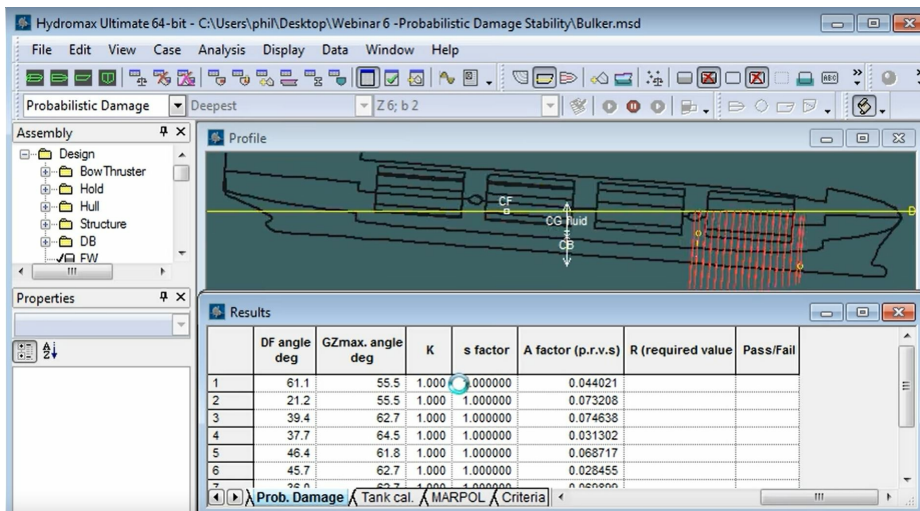 Hydromax Ultimate 64-bit - C:\Users\phil\Desktop\Webinar 6 -Probabilistic Damage Stability\Bulker.msd
File Edit View Case Analysis Display Data Window Help
ABC
Probabilistic Damage Deepest Z 6; b 2
Assembly
Design
BowThruster
Hold
Hull
Structure
DB
FW
Properties
Profile
CF
CG fluid
CB
D
Results
DF angle deg GZmax. angle deg K s factor A factor (p.r.v.s) R (required value Pass/Fail
1 61.1 55.5 1.000 .000000 0.044021
2 21.2 55.5 1.000 1.000000 0.073208
3 39.4 62.7 1.000 1.000000 0.074638
4 37.7 64.5 1.000 1.000000 0.031302
5 46.4 61.8 1.000 1.000000 0.068717
6 45.7 62.7 1.000 1.000000 0.028455
Prob. Damage Tank cal. MARPOL Criteria